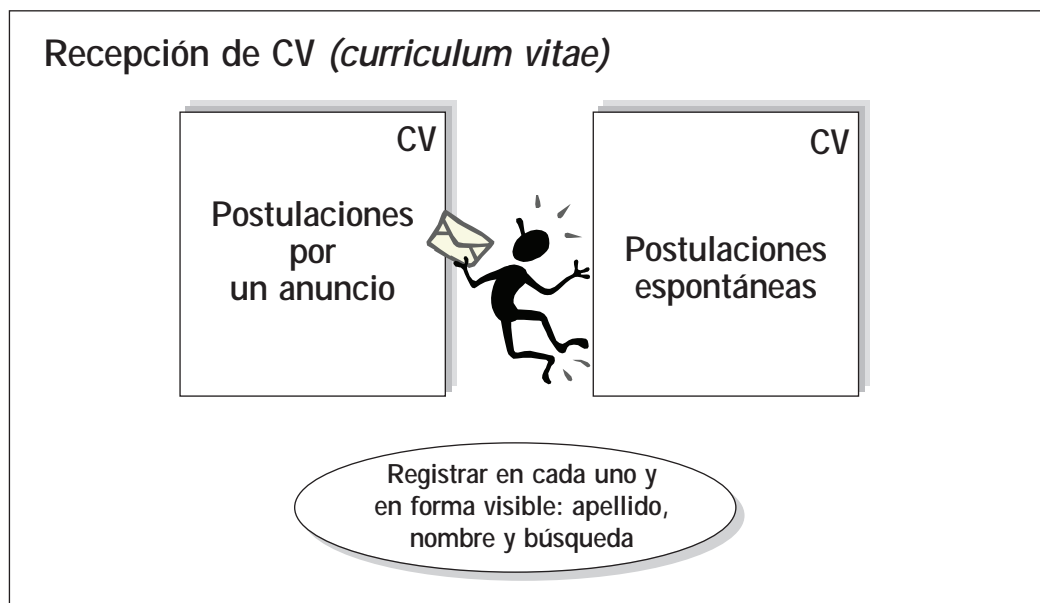 Recepción de CV (curriculum vitae)
CV
Postulaciones
por
un anuncio
CV
Postulaciones
espontáneas
Registrar en cada uno y
en forma visible: apellido,
nombre y búsqueda